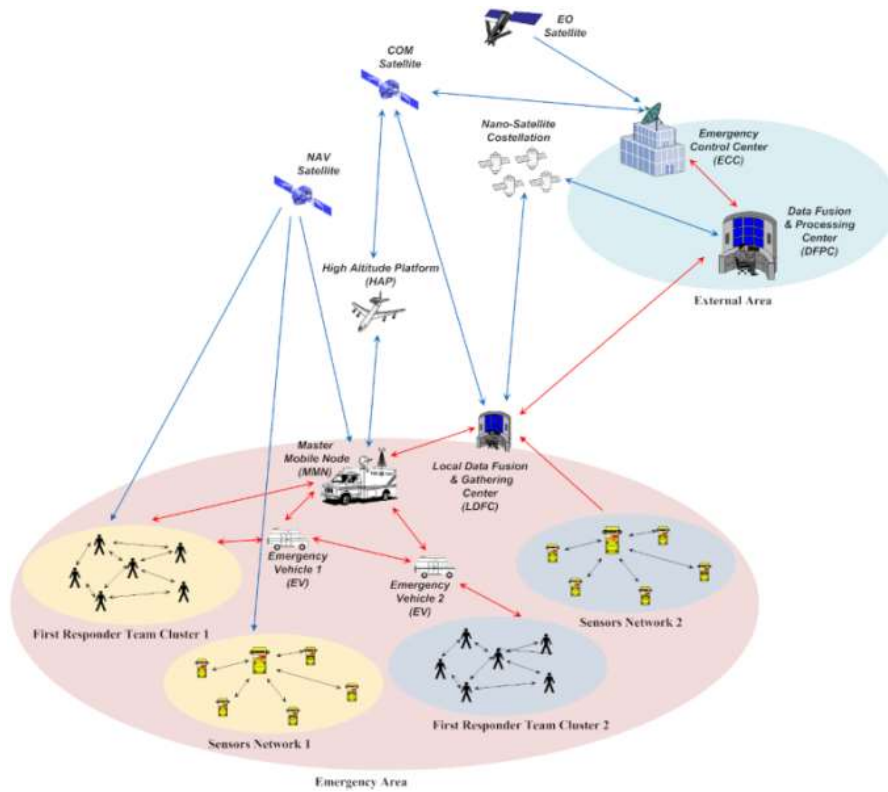 EO
Satellite
COM
Satellite
Nano-Satellite
Costellation
Emergency
Control Center
(ECC)
NAV
Satellite
Data Fusion
& Processing
Center
(DFPC)
High Altitude Platform
(HAP)
External Area
Master
Mobile Node
(MMN)
Local Data Fusion
& Gathering
Center
(LDFC)
Emergency
Vehicle 1
(EV)
Emergency
Vehicle 2
(EV)
First Responder Team Cluster 1
Sensors Network 2
First Responder Team Cluster 2
Sensors Network 1
Emergency Area